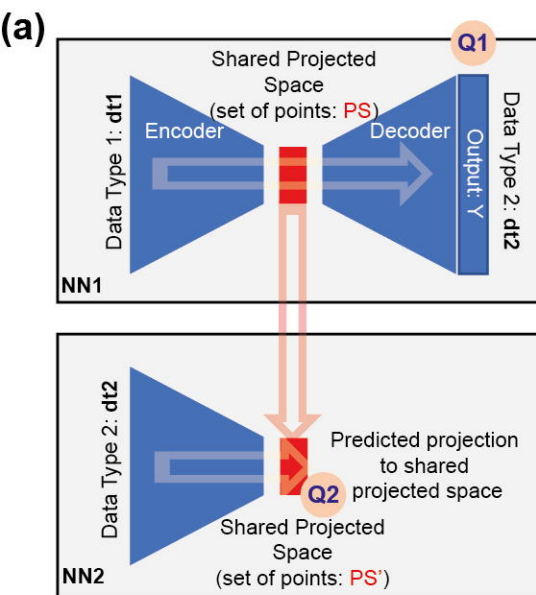 (a)
Q1
Shared Projected
Space
(set of points: PS)
Encoder
Decoder
Data Type 1: dt1
Output: Y
Data Type 2: dt2
NN1
Data Type 2: dt2
Predicted projection
to shared
projected space
Q2
Shared Projected
Space
(set of points: PS')
NN2